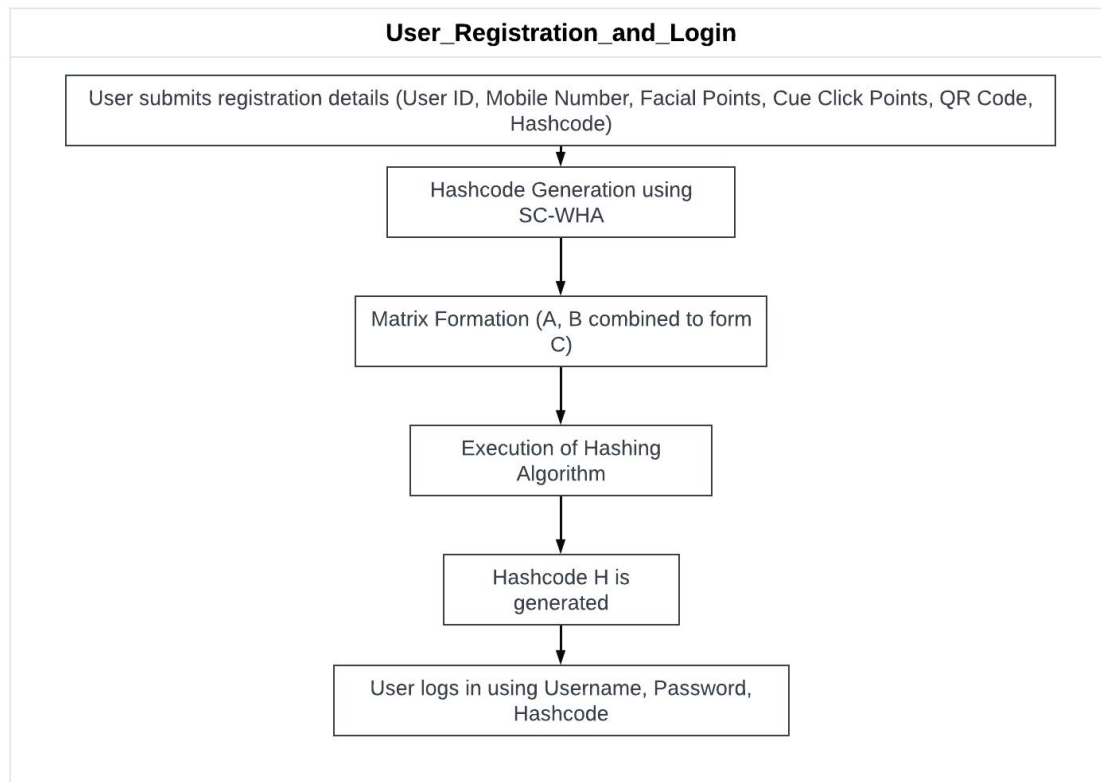 User_Registration_and_Login
User submits registration details (User ID, Mobile Number, Facial Points, Cue Click Points, QR Code,
Hashcode)
Hashcode Generation using
SC-WHA
Matrix Formation (A, B combined to form
C)
Execution of Hashing
Algorithm
Hashcode H is
generated
User logs in using Username, Password,
Hashcode